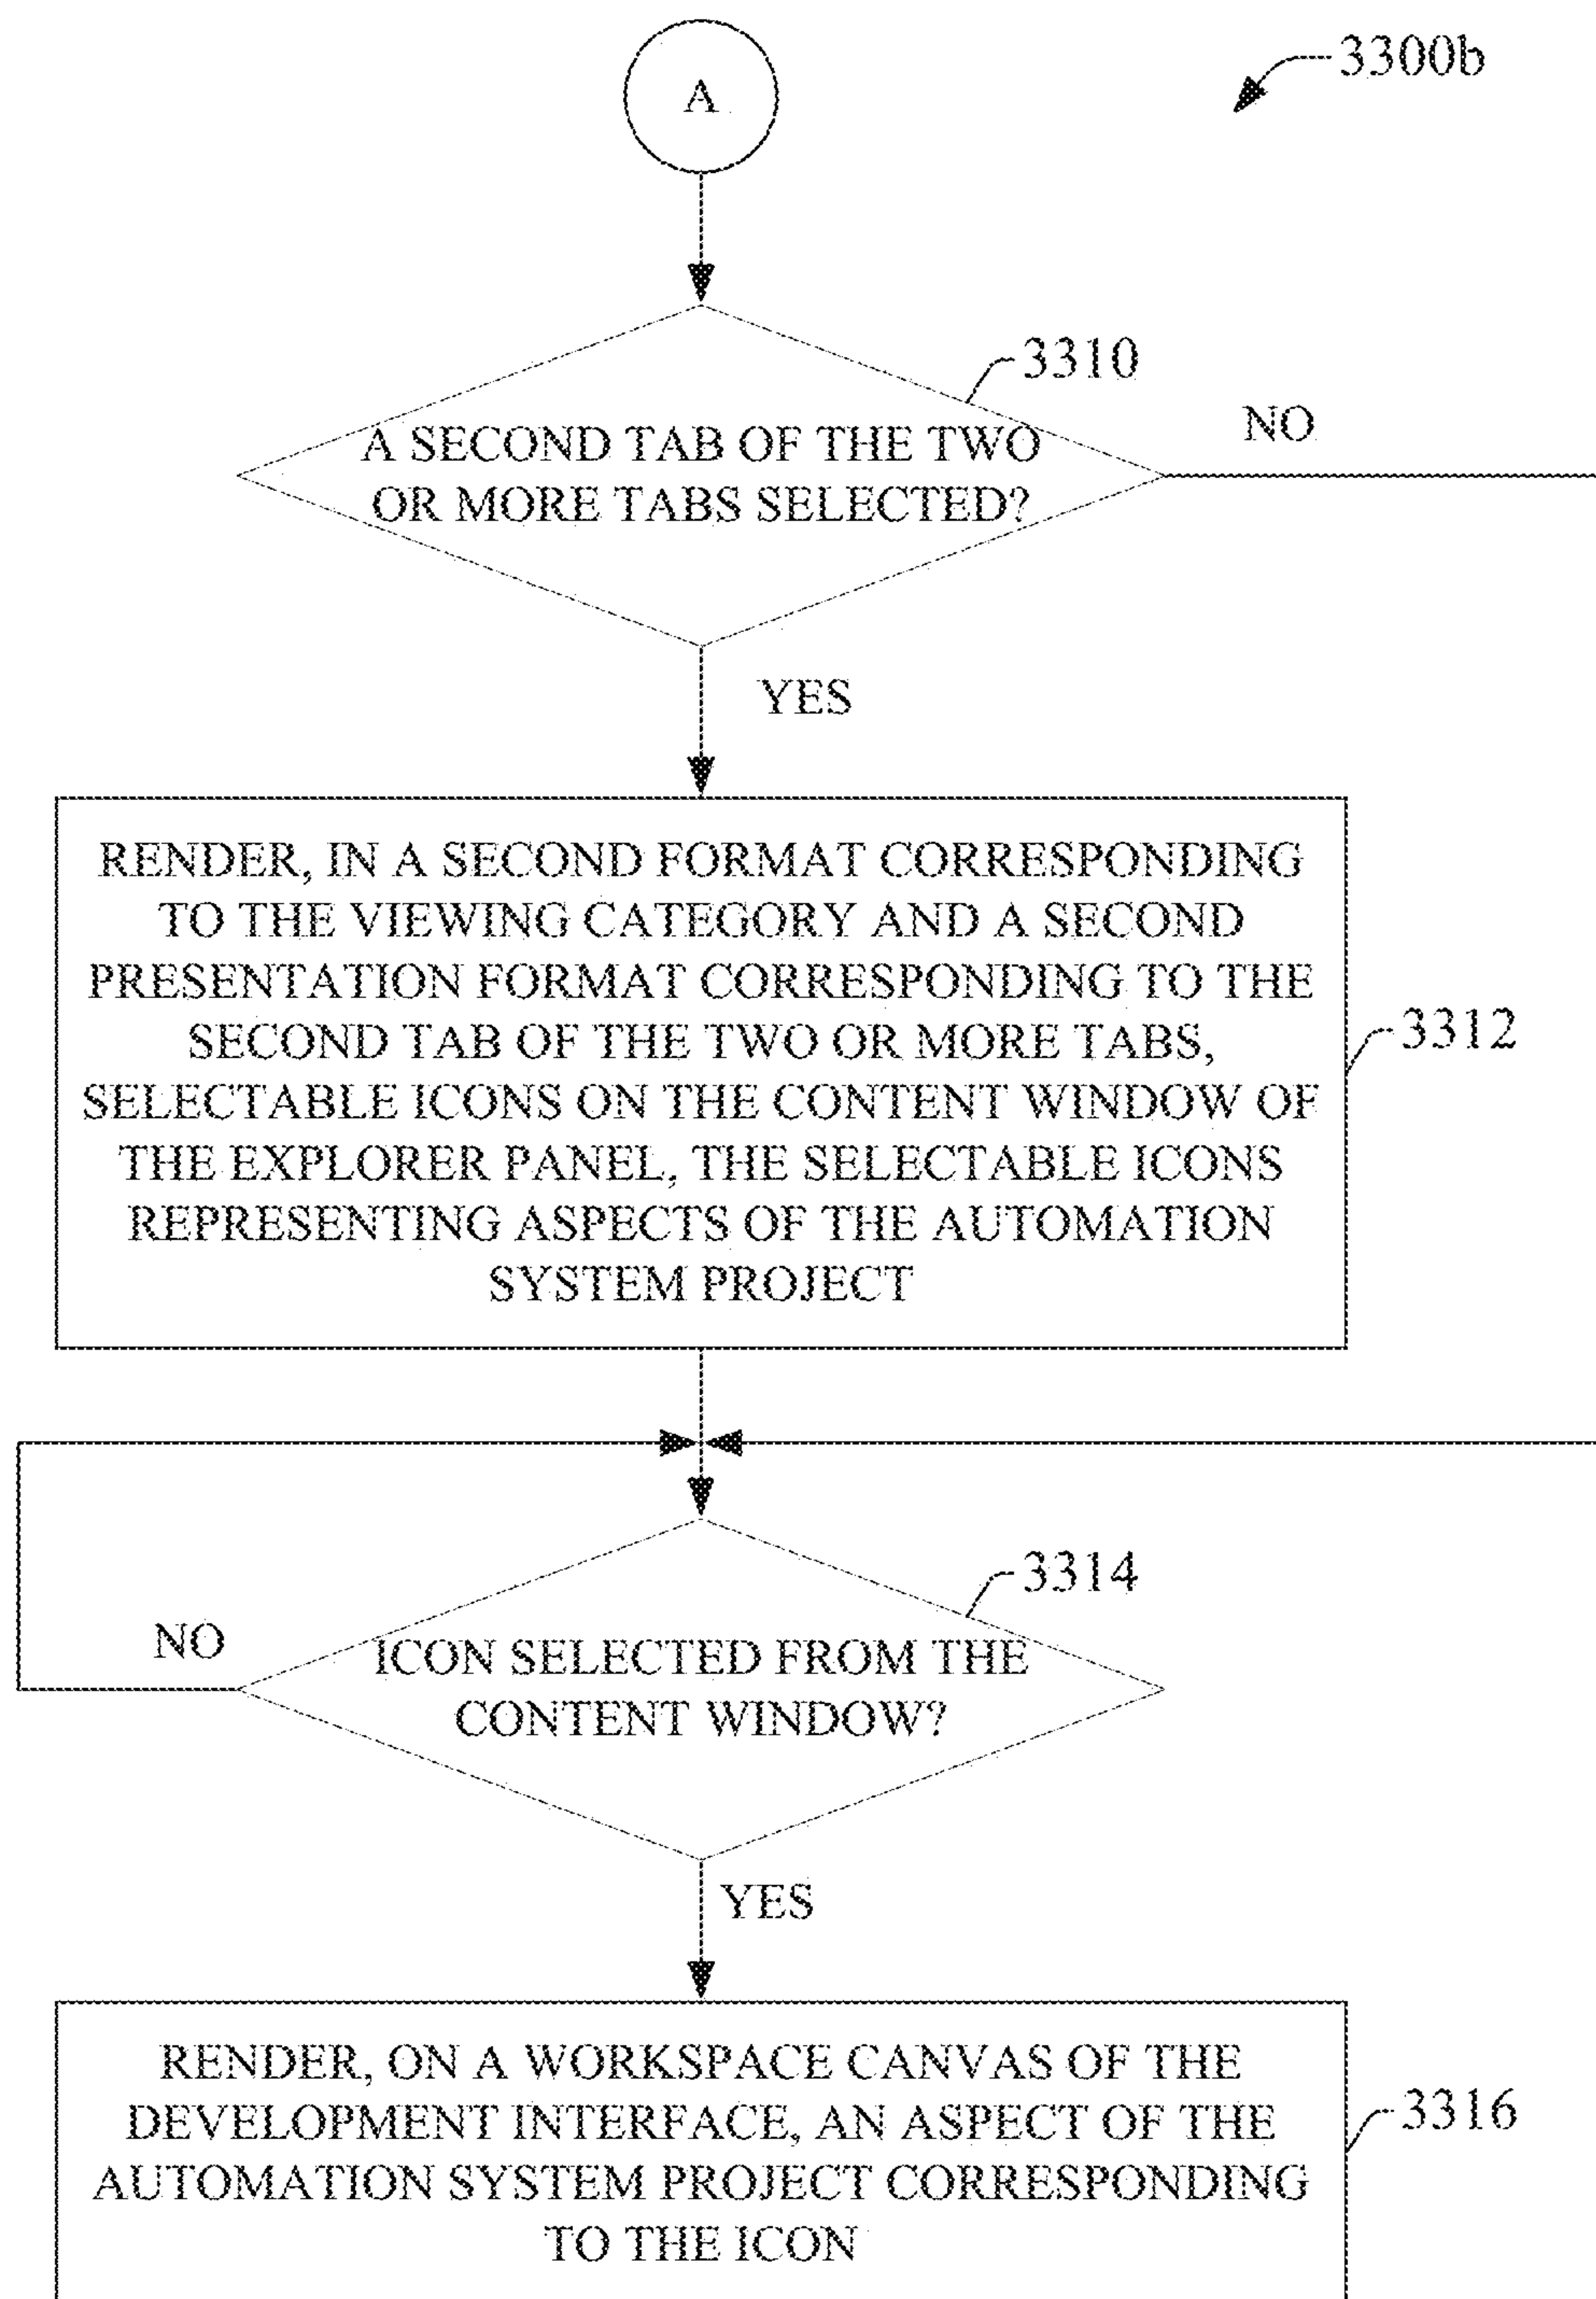 A
3300b
3310
A SECOND TAB OF THE TWO
OR MORE TABS SELECTED?
NO
YES
RENDER, IN A SECOND FORMAT CORRESPONDING
TO THE VIEWING CATEGORY AND A SECOND
PRESENTATION FORMAT CORRESPONDING TO THE
SECOND TAB OF THE TWO OR MORE TABS,
SELECTABLE ICONS ON THE CONTENT WINDOW OF
THE EXPLORER PANEL, THE SELECTABLE ICONS
REPRESENTING ASPECTS OF THE AUTOMATION
SYSTEM PROJECT
3312
3314
NO
ICON SELECTED FROM THE
CONTENT WINDOW?
YES
RENDER, ON A WORKSPACE CANVAS OF THE
DEVELOPMENT INTERFACE, AN ASPECT OF THE
AUTOMATION SYSTEM PROJECT CORRESPONDING
TO THE ICON
3316